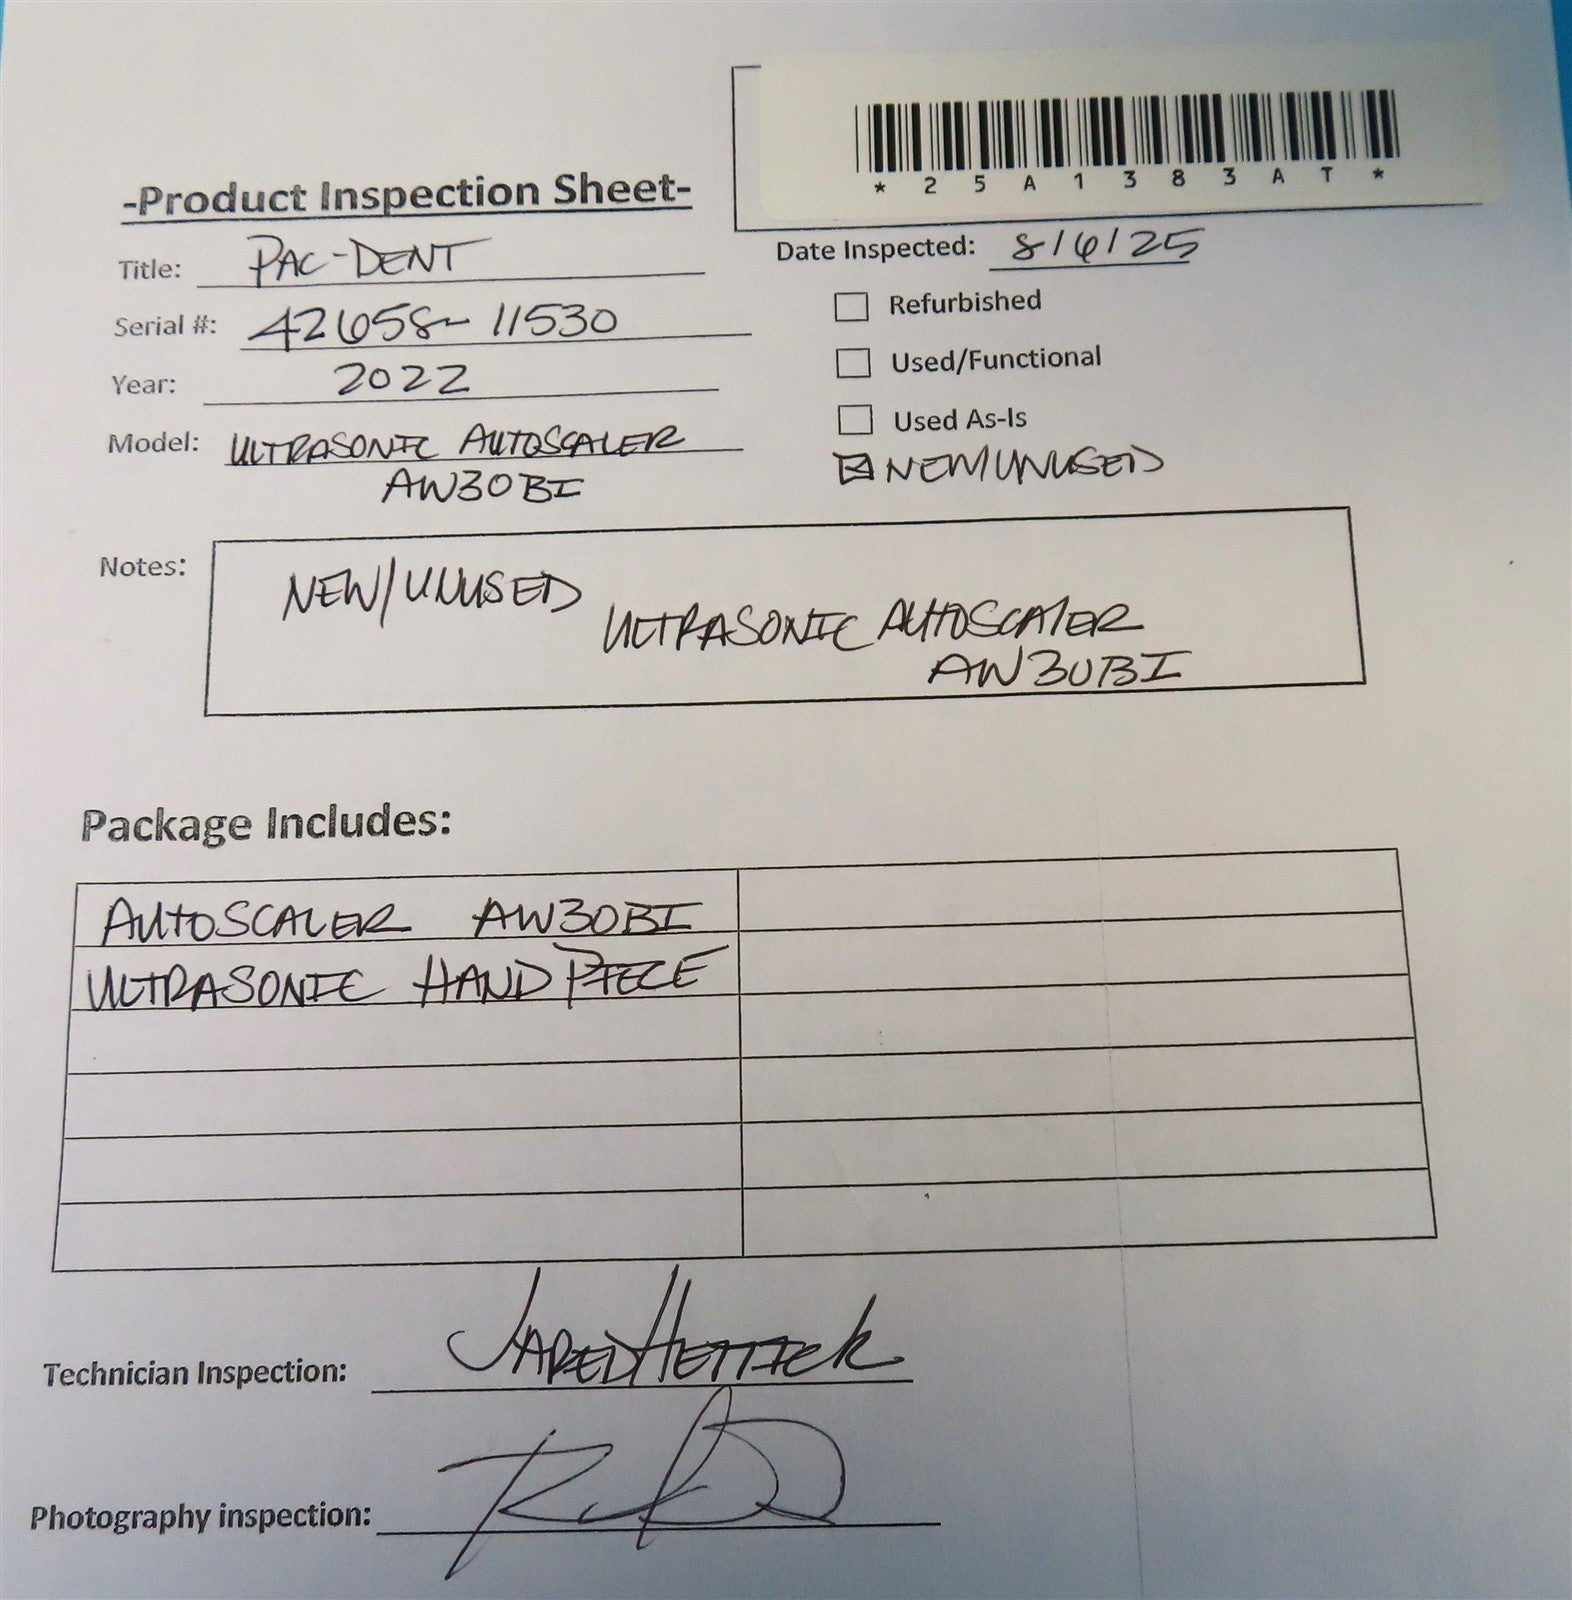 *25A1383AT*
-Product Inspection Sheet-
Title: PAC-DENT
Date Inspected: 8/6/25
Serial #: 42658-11530
Refurbished
Year: 2022
Used/Functional
Model: ULTRASONIC AUTOSCALER
AW30BI
Used As-Is
NEW/UNUSED
Notes: NEW/UNUSED
ULTRASONIC AUTOSCALER
AW30BI
Package Includes:
AUTOSCALER AW30BI
ULTRASONIC HANDPIECE
Technician Inspection: JARED
Photography inspection: